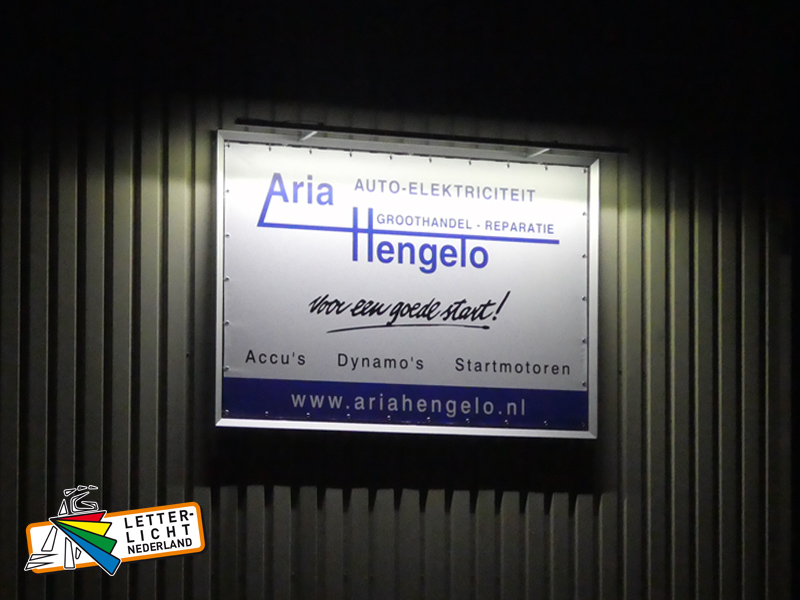 Aria AUTO-ELEKTRICITEIT
GROOTHANDEL - REPARATIE
Hengelo
voor een goede start!
Accu's Dynamo's Startmotoren
www.ariahengelo.nl
LETTER-
LICHT
NEDERLAND